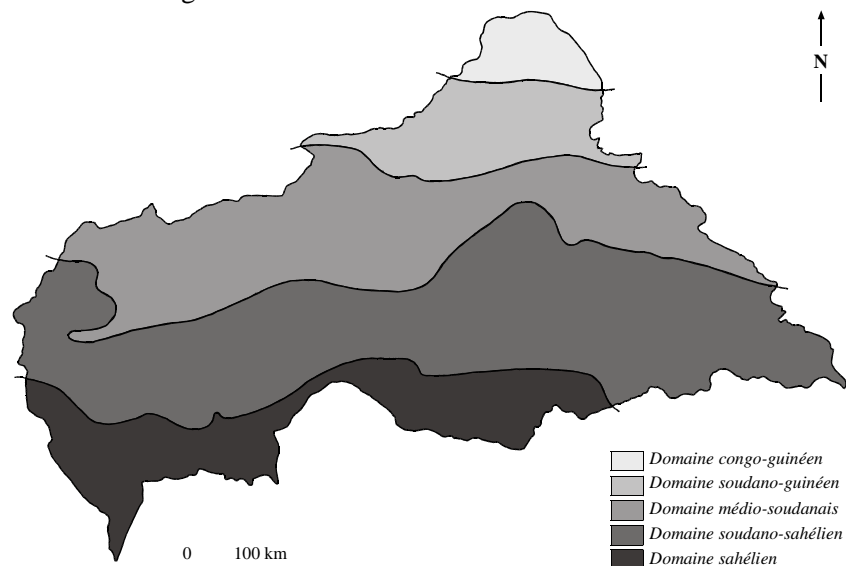 N
Domaine congo-guinéen
Domaine soudano-guinéen
Domaine médio-soudanais
Domaine soudano-sahélien
Domaine sahélien
0 100 km